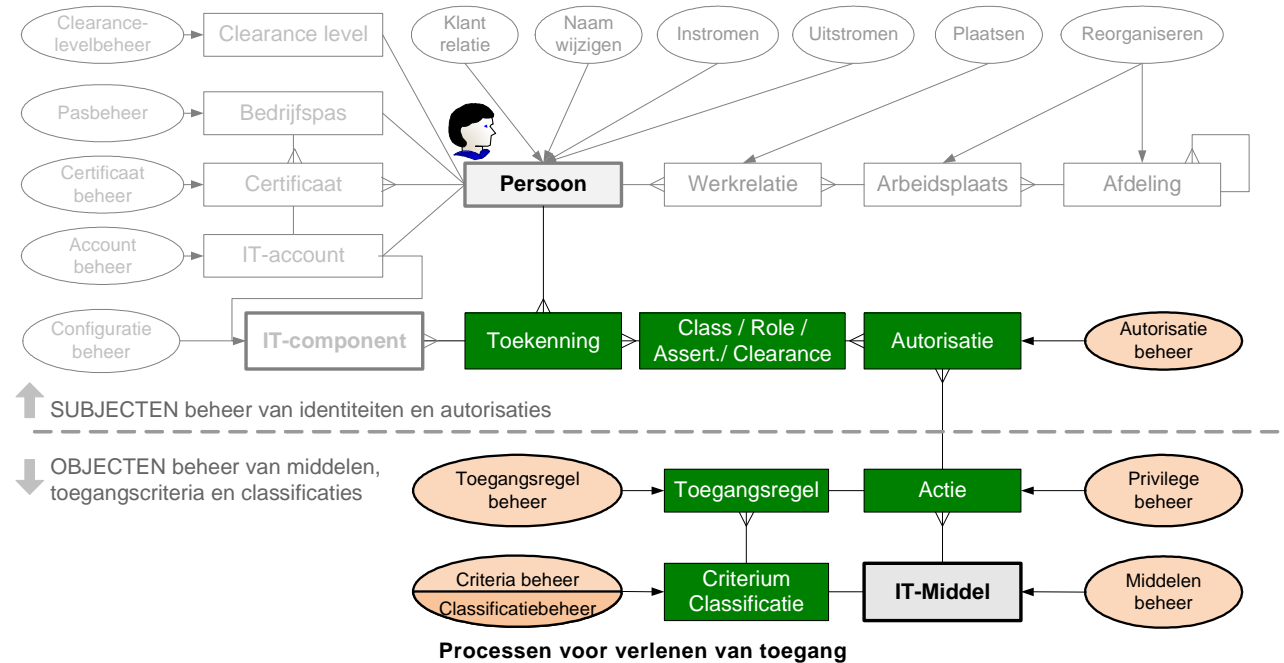 Clearance-
levelbeheer
Clearance level
Klant
relatie
Naam
wijzigen
Instromen
Uitstromen
Plaatsen
Reorganiseren
Pasbeheer
Bedrijfspas
Certificaat
beheer
Certificaat
Persoon
Werkrelatie
Arbeidsplaats
Afdeling
Account
beheer
IT-account
Configuratie
beheer
IT-component
Toekenning
Class / Role /
Assert./ Clearance
Autorisatie
Autorisatie
beheer
SUBJECTEN beheer van identiteiten en autorisaties
OBJECTEN beheer van middelen,
toegangscriteria en classificaties
Toegangsregel
beheer
Toegangsregel
Actie
Privilege
beheer
Criteria beheer
Classificatiebeheer
Criterium
Classificatie
IT-Middel
Middelen
beheer
Processen voor verlenen van toegang